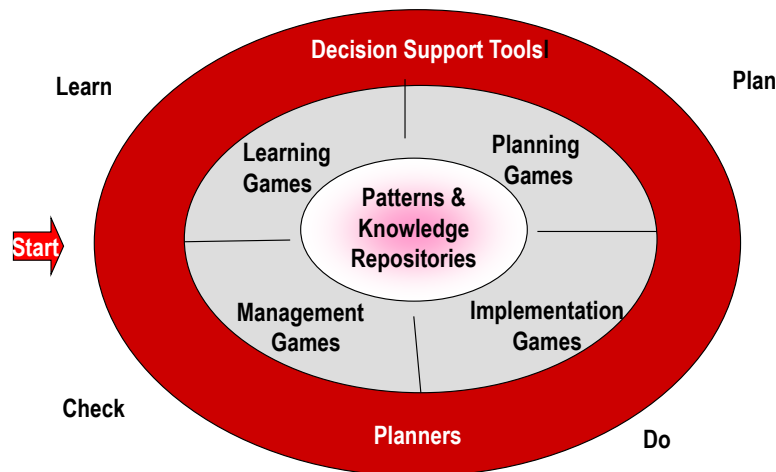 Decision Support Tools
Learn
Plan
Learning
Games
Planning
Games
Patterns &
Knowledge
Repositories
Start
Management
Games
Implementation
Games
Check
Planners
Do